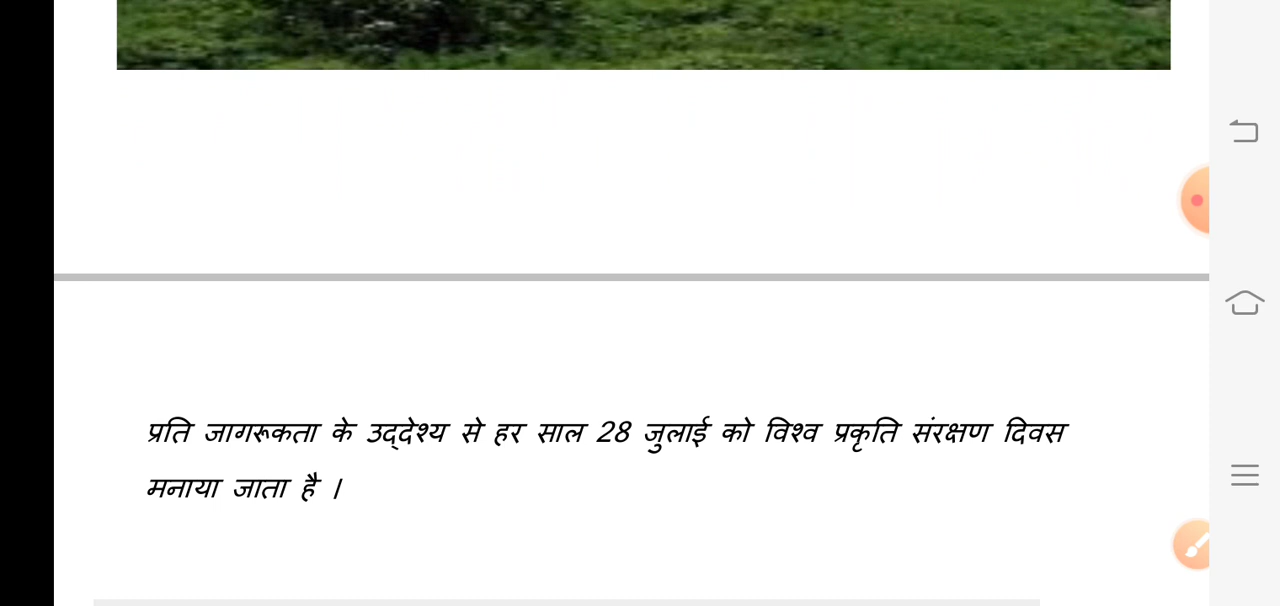 प्रति जागरूकता के उद्देश्य से हर साल 28 जुलाई को विश्व प्रकृति संरक्षण दिवस
मनाया जाता है ।